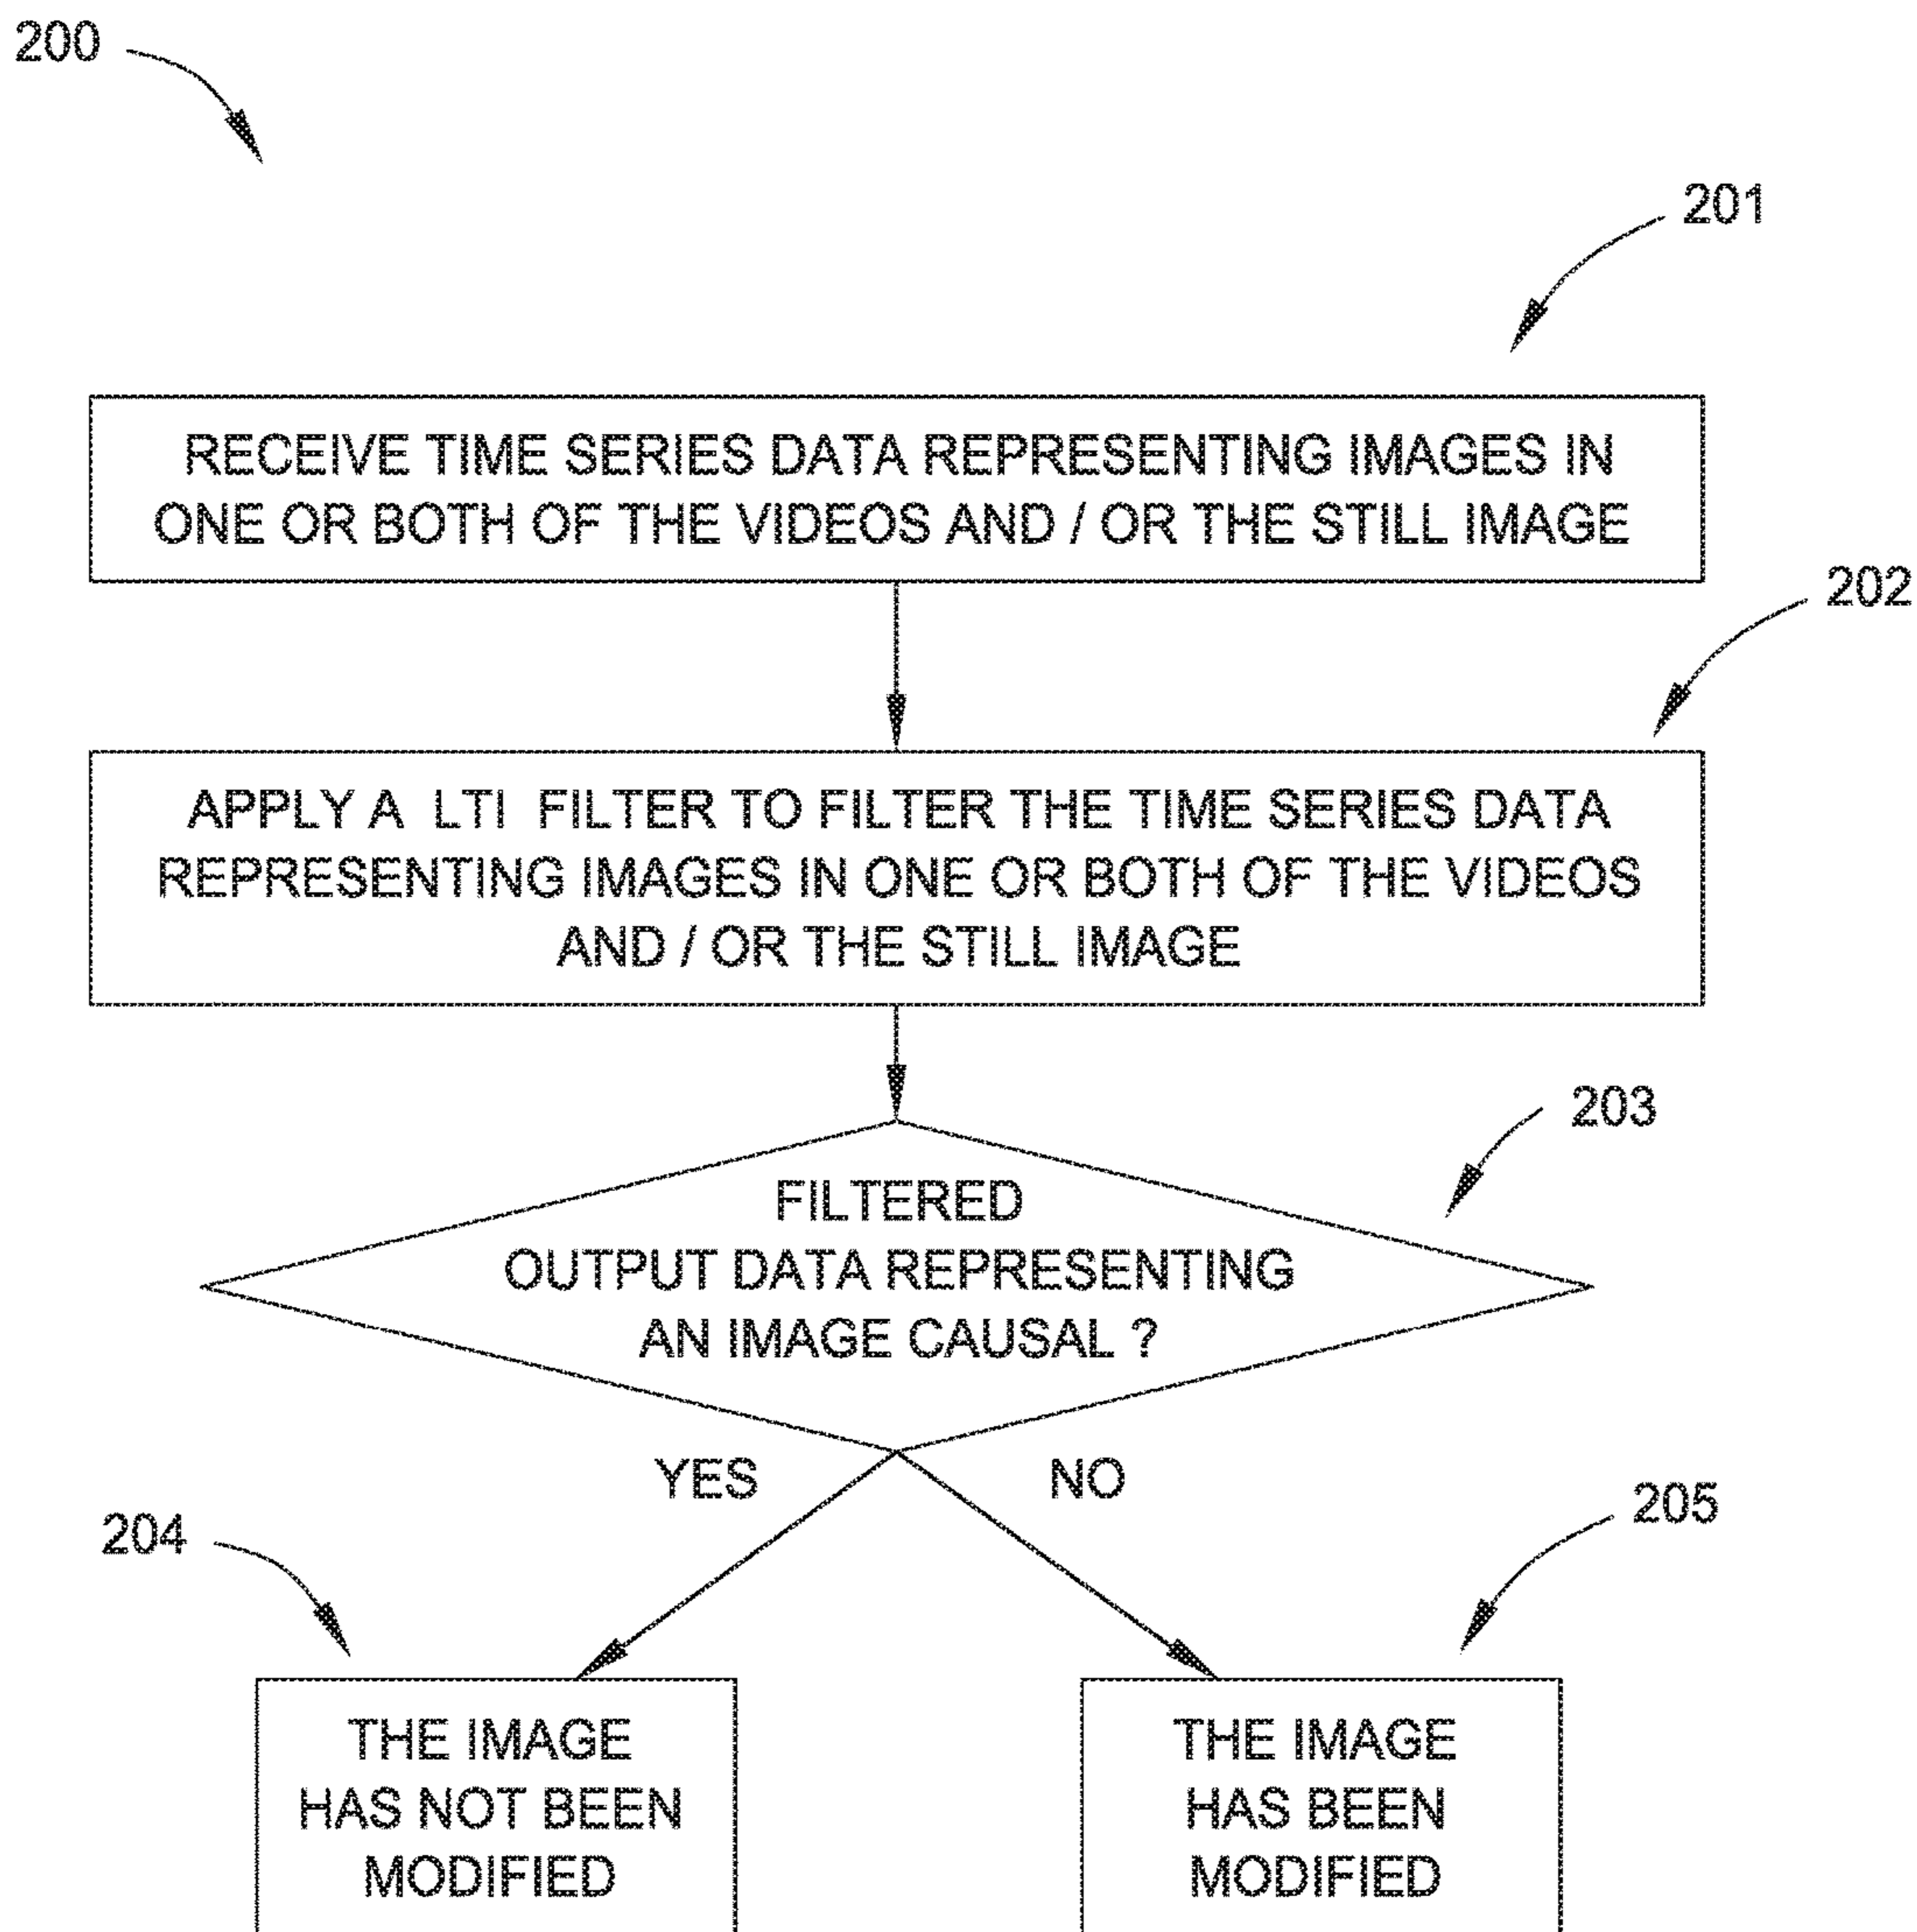 200
201
RECEIVE TIME SERIES DATA REPRESENTING IMAGES IN
ONE OR BOTH OF THE VIDEOS AND / OR THE STILL IMAGE
202
APPLY A LTI FILTER TO FILTER THE TIME SERIES DATA
REPRESENTING IMAGES IN ONE OR BOTH OF THE VIDEOS
AND / OR THE STILL IMAGE
203
FILTERED
OUTPUT DATA REPRESENTING
AN IMAGE CAUSAL ?
YES
NO
204
205
THE IMAGE
HAS NOT BEEN
MODIFIED
THE IMAGE
HAS BEEN
MODIFIED